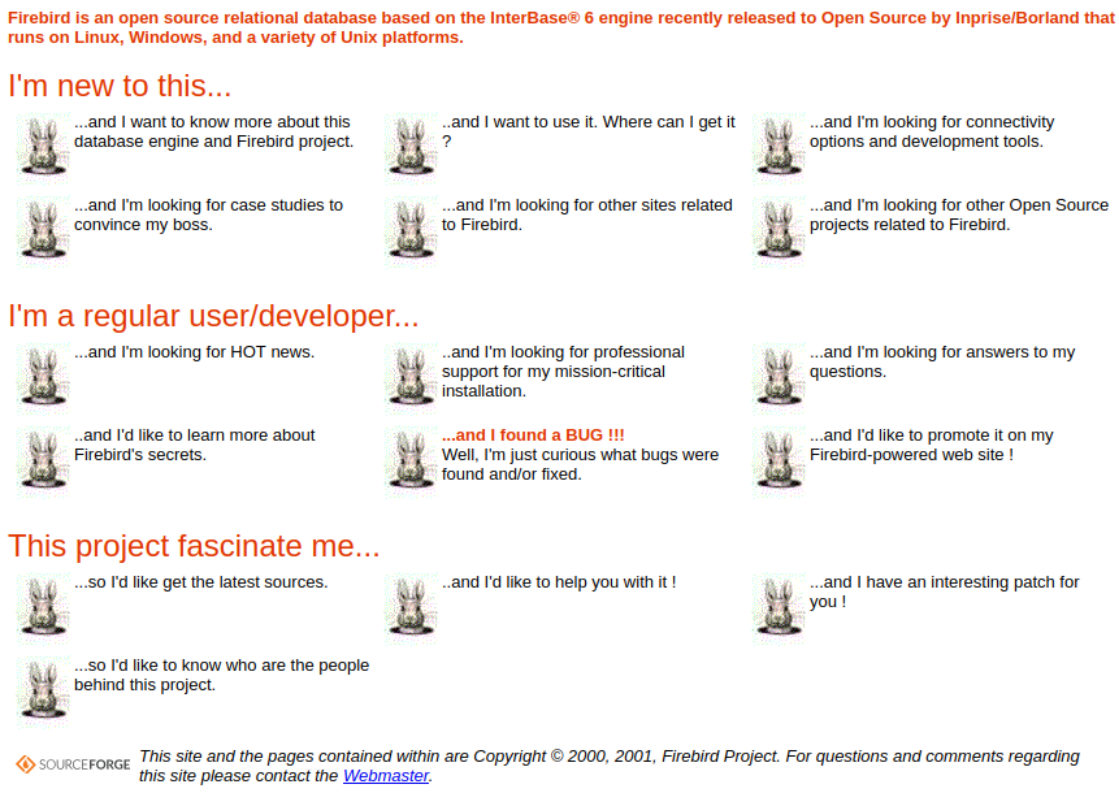 Firebird is an open source relational database based on the InterBase® 6 engine recently released to Open Source by Inprise/Borland that
runs on Linux, Windows, and a variety of Unix platforms.
I'm new to this...
...and I want to know more about this
database engine and Firebird project.
..and I want to use it. Where can I get it
?
...and I'm looking for connectivity
options and development tools.
...and I'm looking for case studies to
convince my boss.
...and I'm looking for other sites related
to Firebird.
...and I'm looking for other Open Source
projects related to Firebird.
I'm a regular user/developer...
...and I'm looking for HOT news.
..and I'm looking for professional
support for my mission-critical
installation.
...and I'm looking for answers to my
questions.
..and I'd like to learn more about
Firebird's secrets.
...and I found a BUG !!!
Well, I'm just curious what bugs were
found and/or fixed.
...and I'd like to promote it on my
Firebird-powered web site !
This project fascinate me...
...so I'd like get the latest sources.
..and I'd like to help you with it !
...and I have an interesting patch for
you !
...so I'd like to know who are the people
behind this project.
SOURCEFORGE
This site and the pages contained within are Copyright © 2000, 2001, Firebird Project. For questions and comments regarding
this site please contact the Webmaster.